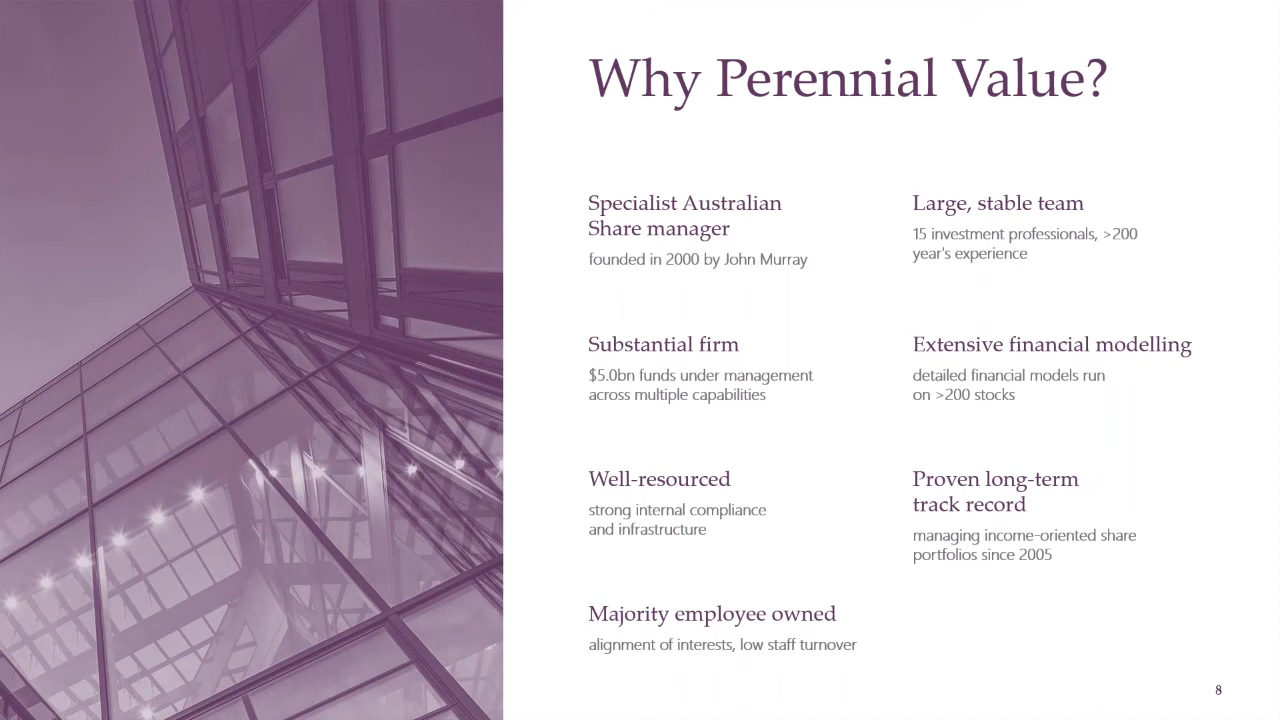 Why Perennial Value?
Specialist Australian
Share manager
founded in 2000 by John Murray
Substantial firm
$5.0bn funds under management
across multiple capabilities
Well-resourced
strong internal compliance
and infrastructure
Majority employee owned
alignment of interests, low staff turnover
Large, stable team
15 investment professionals, >200
year's experience
Extensive financial modelling
detailed financial models run
on >200 stocks
Proven long-term
track record
managing income-oriented share
portfolios since 2005
8